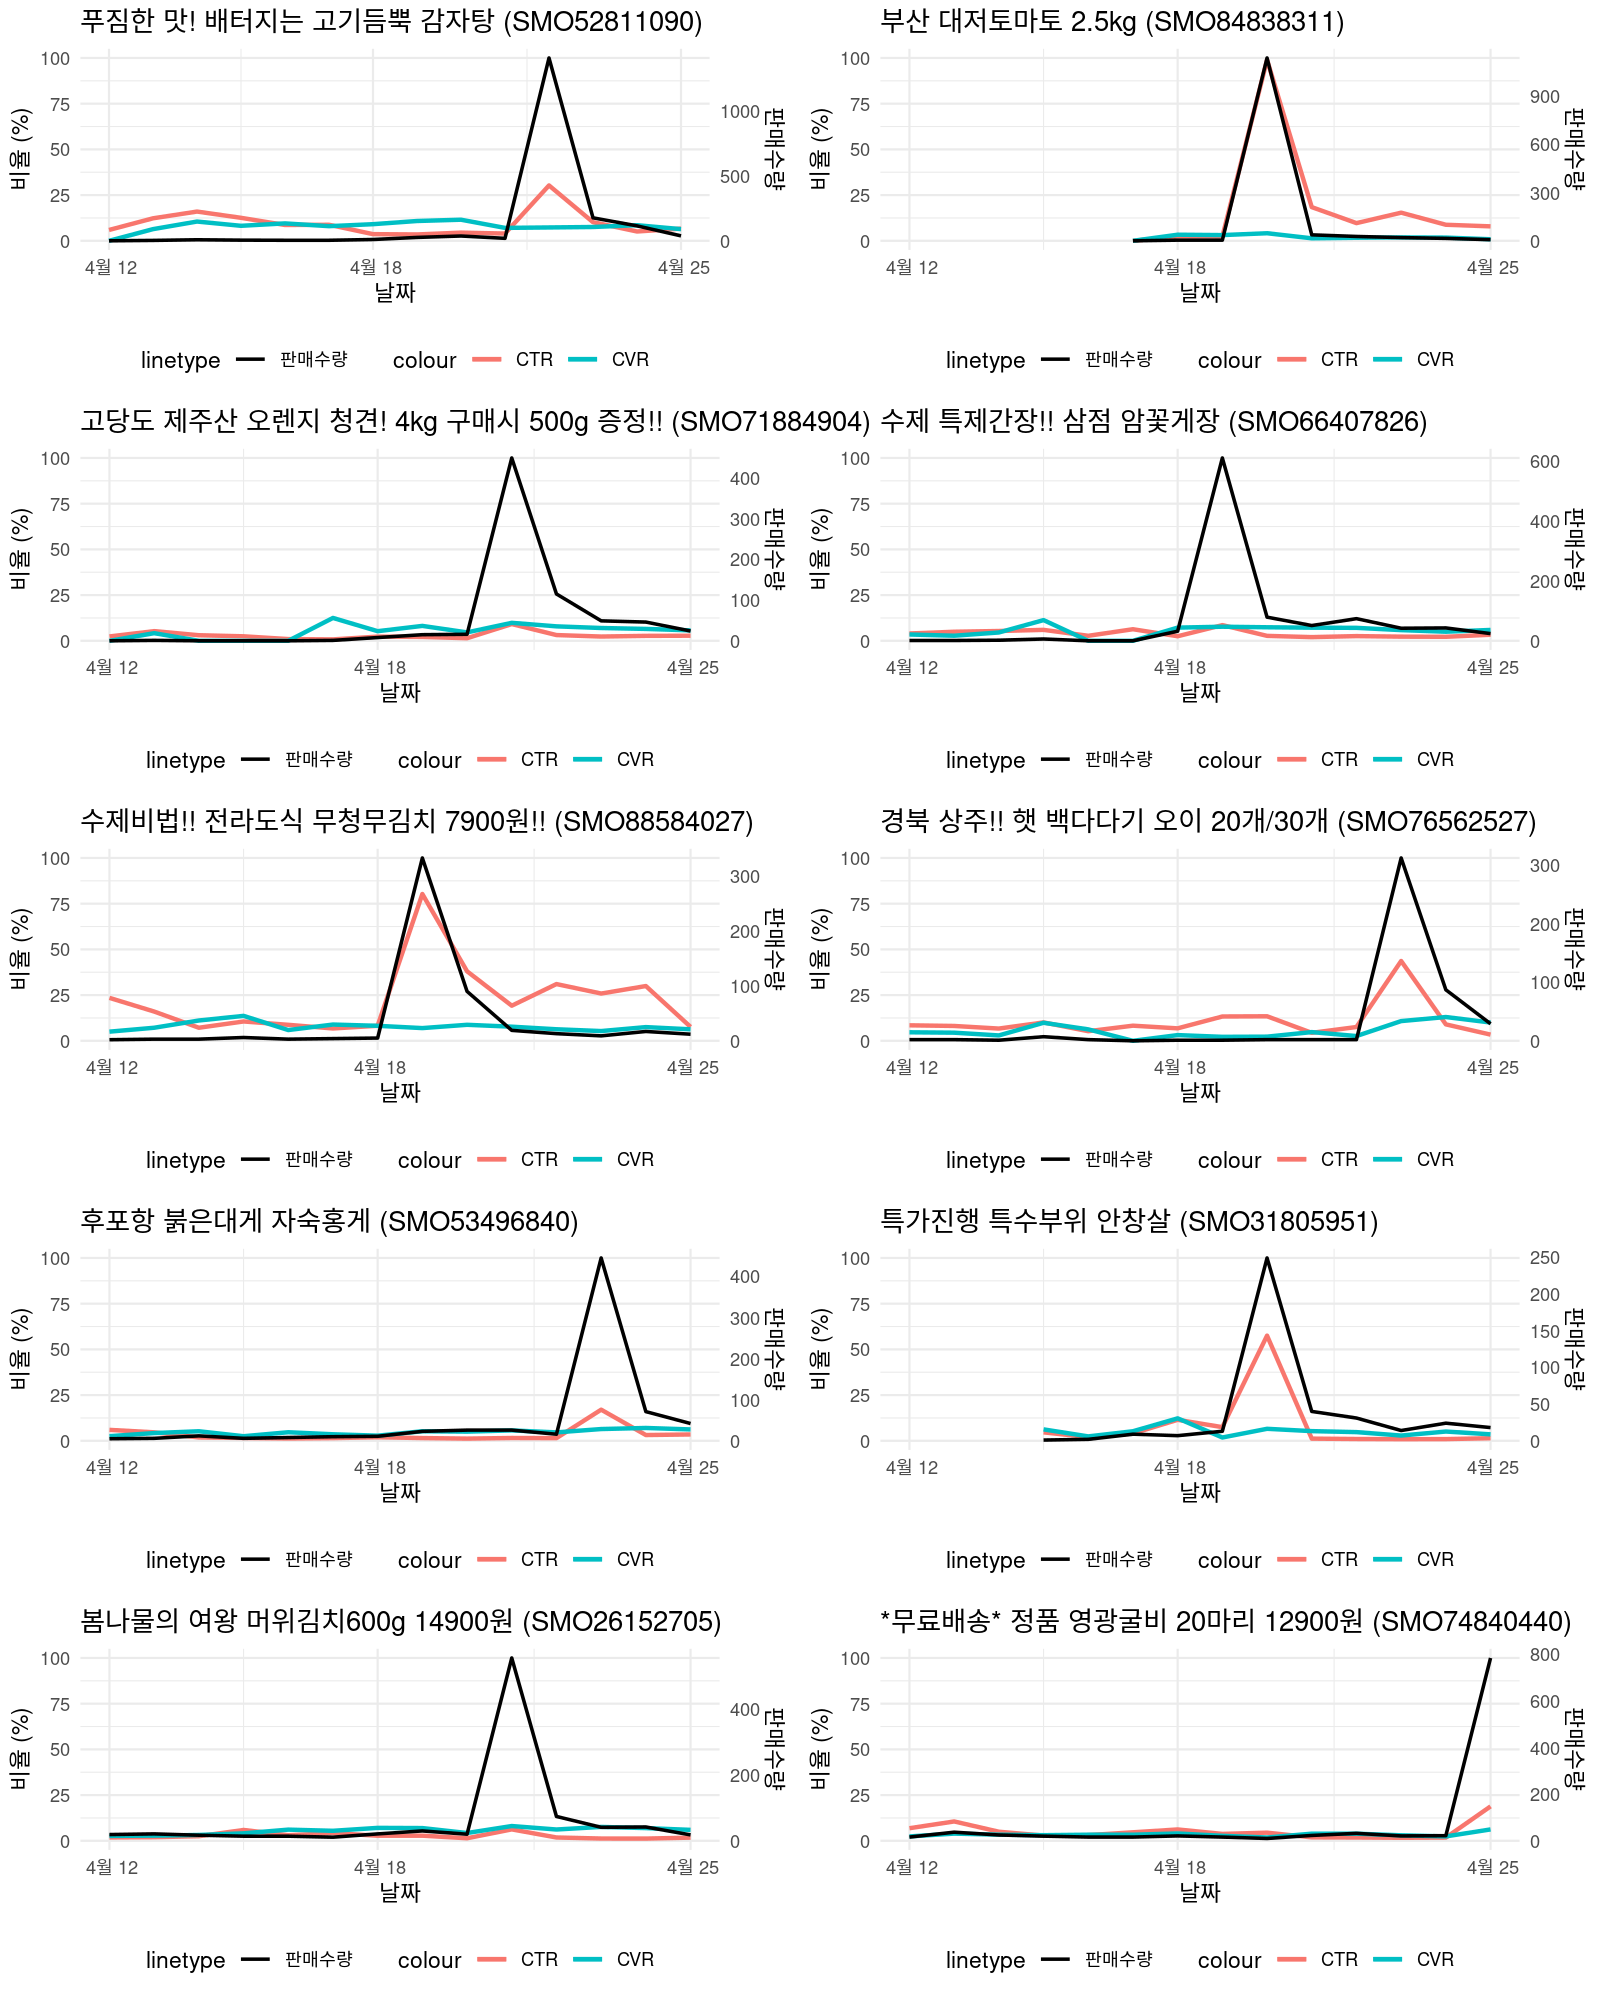 푸짐한 맛! 배터지는 고기듬뿍 감자탕 (SMO52811090)
비율 (%)
100
75
50
25
0
1000
500
0
판매수량
4월 12
4월 18
4월 25
날짜
linetype 판매수량 colour CTR CVR
부산 대저토마토 2.5kg (SMO84838311)
비율 (%)
100
75
50
25
0
900
600
300
0
판매수량
4월 12
4월 18
4월 25
날짜
linetype 판매수량 colour CTR CVR
고당도 제주산 오렌지 청견! 4kg 구매시 500g 증정!! (SMO71884904)
비율 (%)
100
75
50
25
0
400
300
200
100
0
판매수량
4월 12
4월 18
4월 25
날짜
linetype 판매수량 colour CTR CVR
수제 특제간장!! 삼점 암꽃게장 (SMO66407826)
비율 (%)
100
75
50
25
0
600
400
200
0
판매수량
4월 12
4월 18
4월 25
날짜
linetype 판매수량 colour CTR CVR
수제비법!! 전라도식 무청무김치 7900원!! (SMO88584027)
비율 (%)
100
75
50
25
0
300
200
100
0
판매수량
4월 12
4월 18
4월 25
날짜
linetype 판매수량 colour CTR CVR
경북 상주!! 햇 백다다기 오이 20개/30개 (SMO76562527)
비율 (%)
100
75
50
25
0
300
200
100
0
판매수량
4월 12
4월 18
4월 25
날짜
linetype 판매수량 colour CTR CVR
후포항 붉은대게 자숙홍게 (SMO53496840)
비율 (%)
100
75
50
25
0
400
300
200
100
0
판매수량
4월 12
4월 18
4월 25
날짜
linetype 판매수량 colour CTR CVR
특가진행 특수부위 안창살 (SMO31805951)
비율 (%)
100
75
50
25
0
250
200
150
100
50
0
판매수량
4월 12
4월 18
4월 25
날짜
linetype 판매수량 colour CTR CVR
봄나물의 여왕 머위김치600g 14900원 (SMO26152705)
비율 (%)
100
75
50
25
0
400
200
0
판매수량
4월 12
4월 18
4월 25
날짜
linetype 판매수량 colour CTR CVR
*무료배송* 정품 영광굴비 20마리 12900원 (SMO74840440)
비율 (%)
100
75
50
25
0
800
600
400
200
0
판매수량
4월 12
4월 18
4월 25
날짜
linetype 판매수량 colour CTR CVR